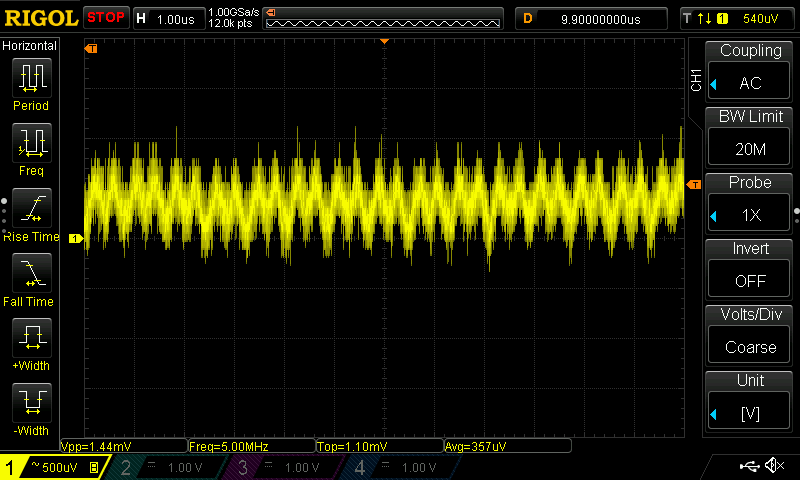 RIGOL STOP H 1.00us 1.00GSa/s 12.0k pts D 9.90000000us T 1 540uV
Horizontal
Period
Freq
Rise Time
Fall Time
+Width
-Width
T
T
1
CH1
Coupling
AC
BW Limit
20M
Probe
1X
Invert
OFF
Volts/Div
Coarse
Unit
[V]
Vpp=1.44mV Freq=5.00MHz Top=1.10mV Avg=357uV
1 ~ 500uV B 2 1.00 V 3 1.00 V 4 1.00 V